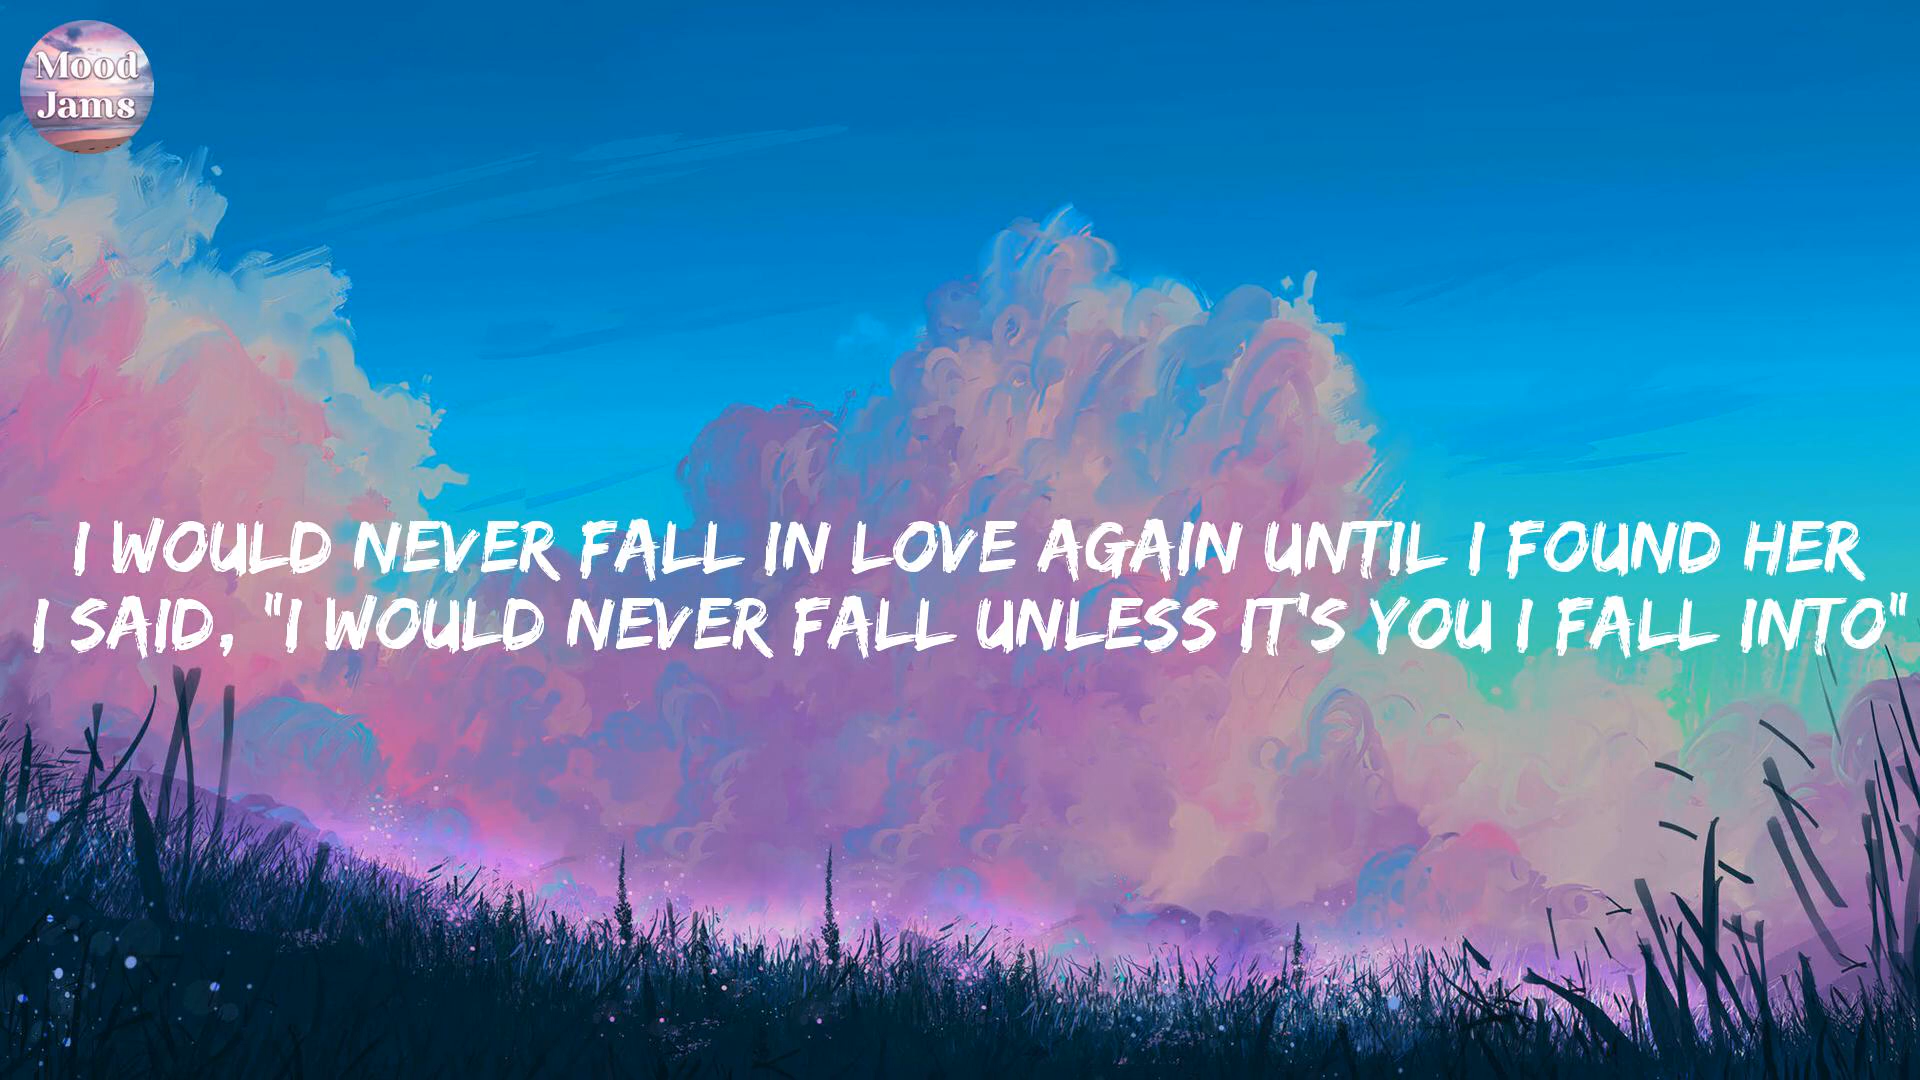 Mood
Jams
I WOULD NEVER FALL IN LOVE AGAIN UNTIL I FOUND HER
I SAID, "I WOULD NEVER FALL UNLESS IT'S YOU I FALL INTO"